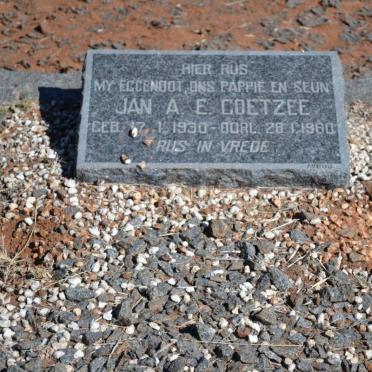 HIER RUS
MY EGGENOOT, ONS PAPPIE EN SEUN
JAN A. E. COETZEE
GEB. 17.1.1930 - OORL. 28.1.1960
RUS IN VREDE